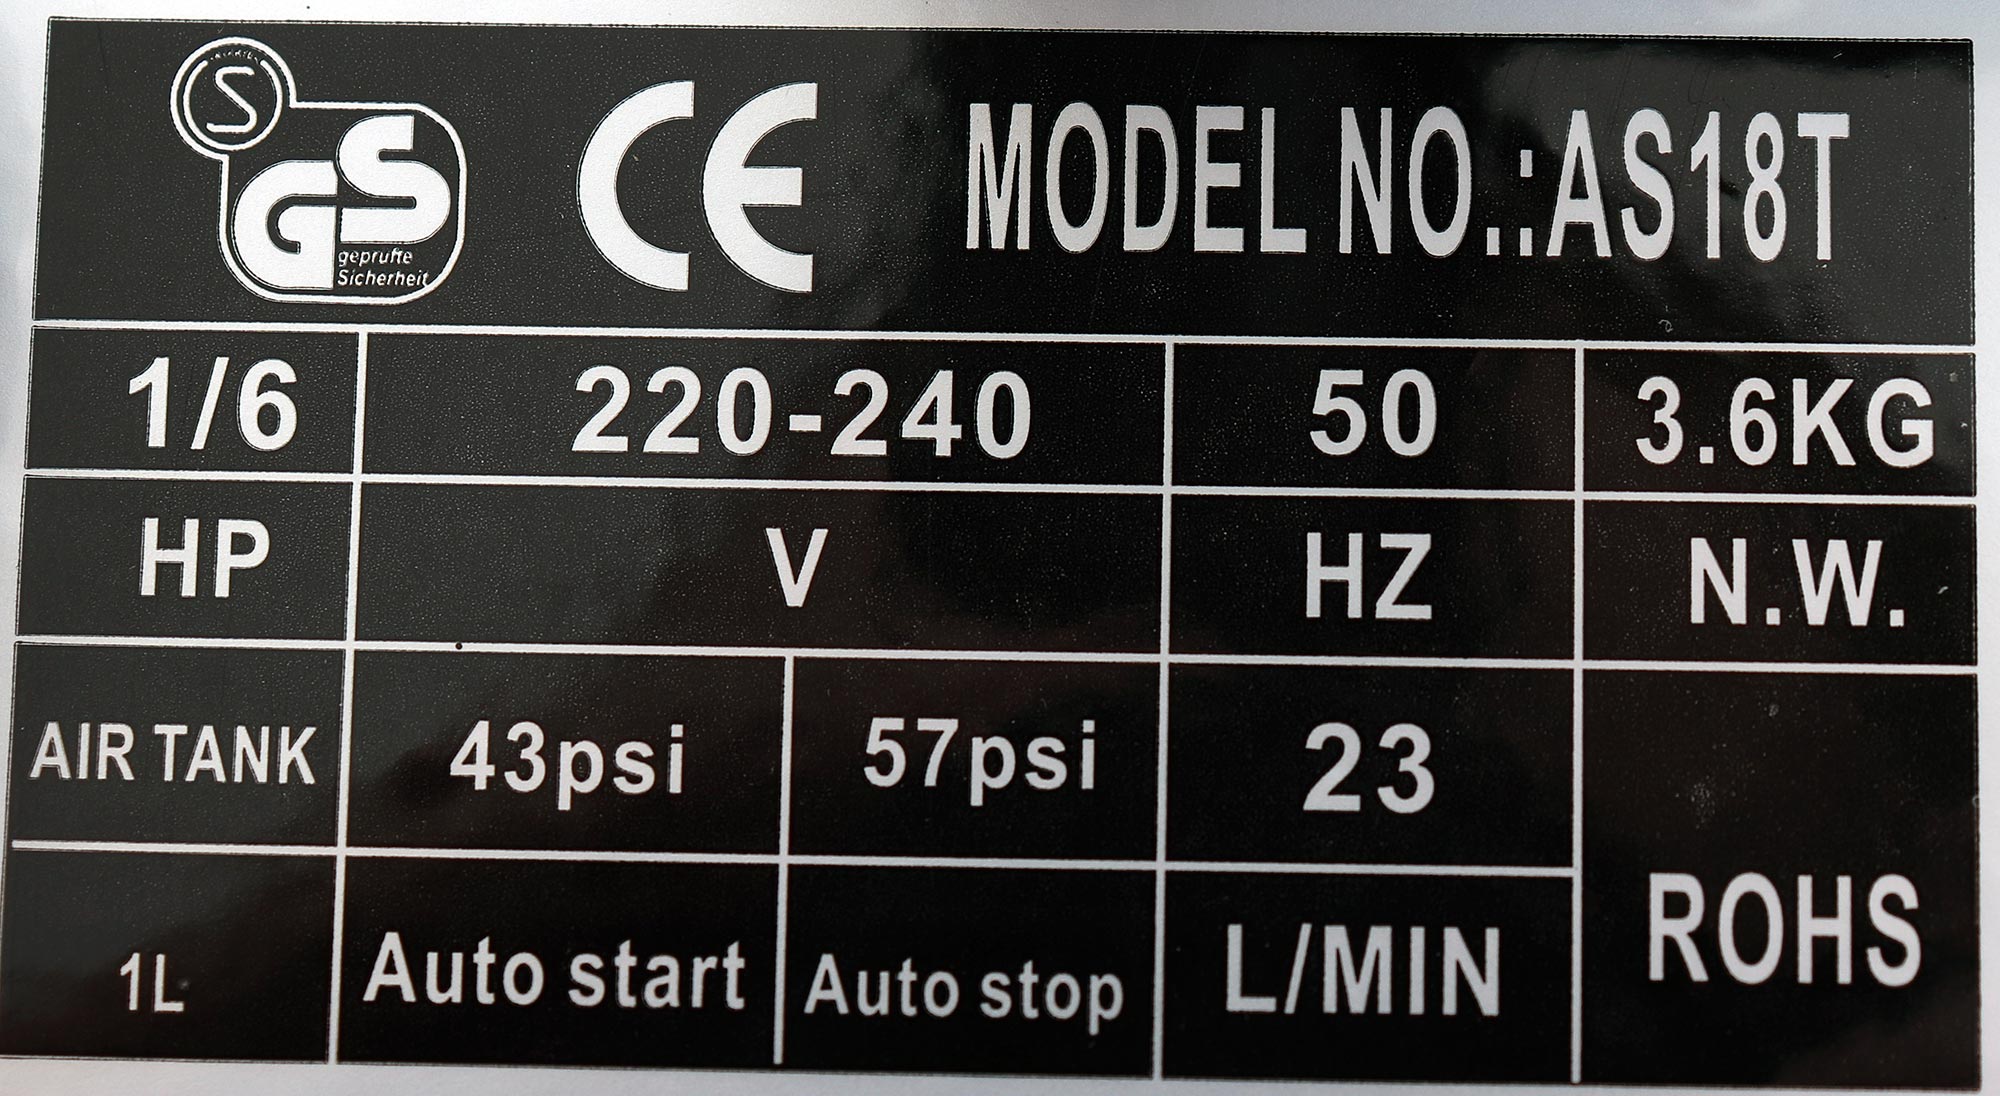 S
GS
geprufte
Sicherheit
CE MODEL NO.:AS18T
1/6 220-240 50 3.6KG
HP V HZ N.W.
AIR TANK 43psi 57psi 23
1L Auto start Auto stop L/MIN ROHS